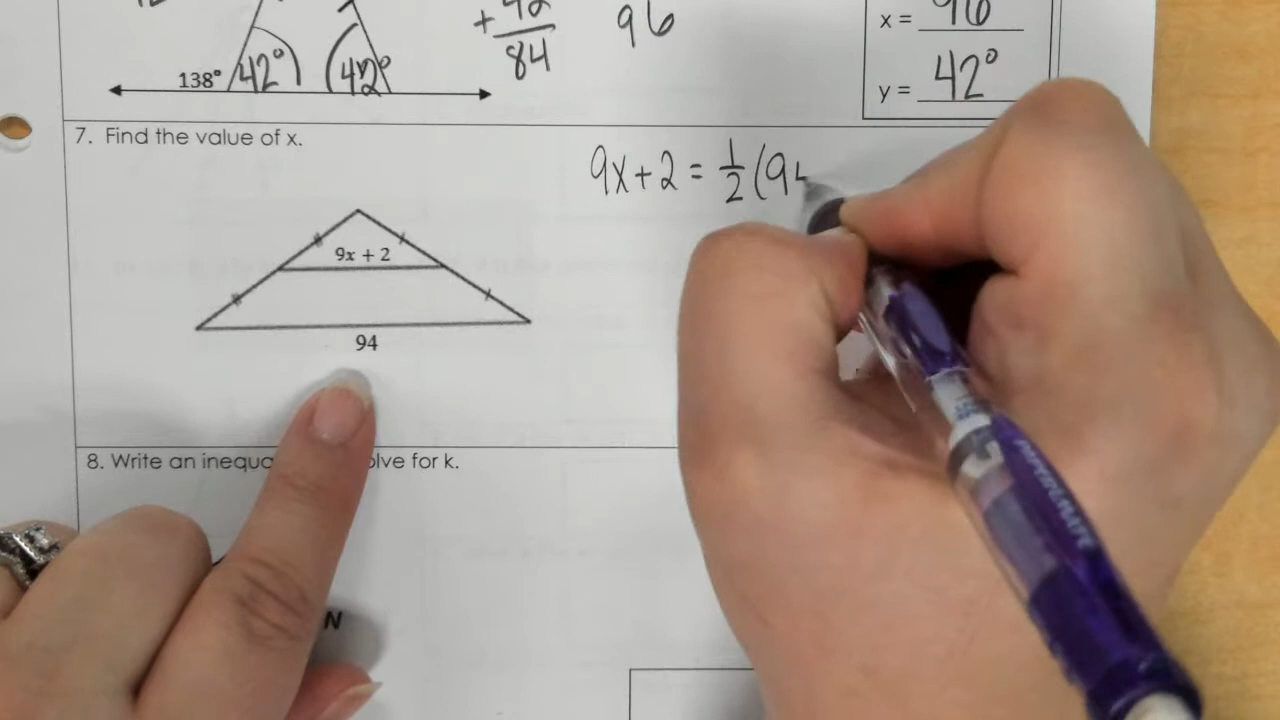 +42
84
96
138° 42° 42°
x = 96
y = 42°
7. Find the value of x.
9x+2 = 1/2 (94
9x + 2
94
8. Write an
olve for k.
N
PAPERMATE